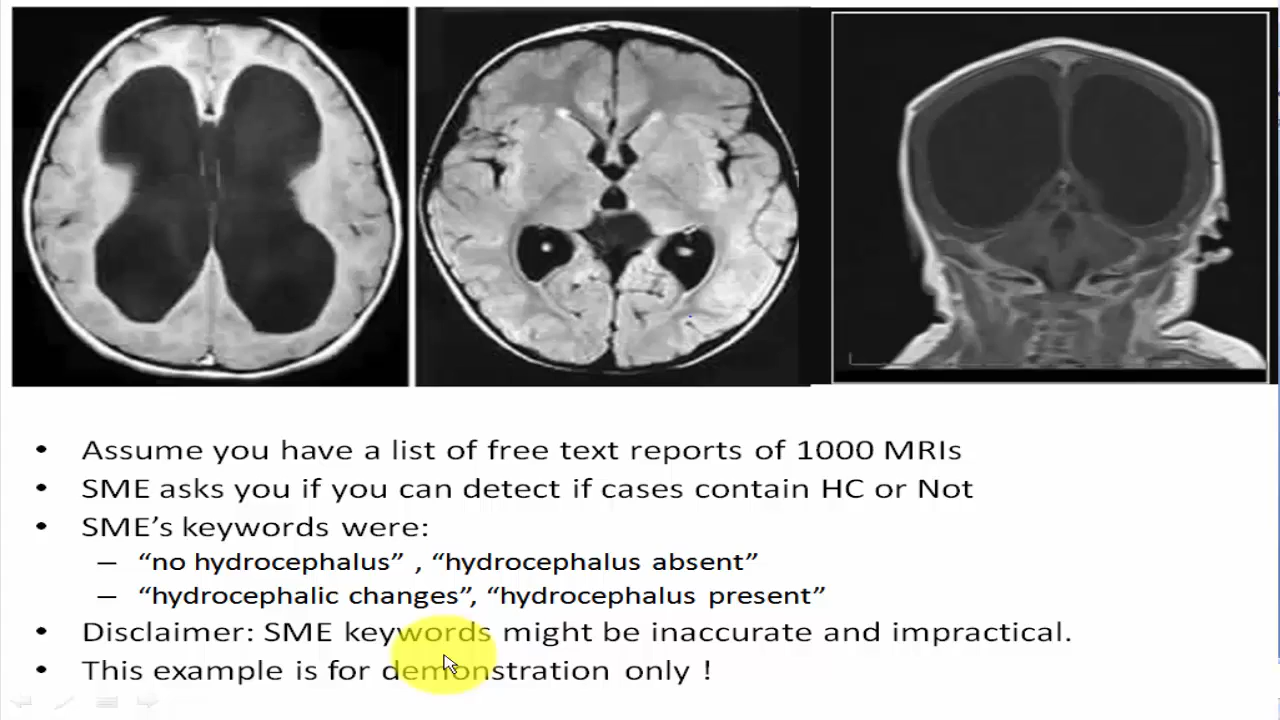 • Assume you have a list of free text reports of 1000 MRIs
• SME asks you if you can detect if cases contain HC or Not
• SME’s keywords were:
– “no hydrocephalus” , “hydrocephalus absent”
– “hydrocephalic changes”, “hydrocephalus present”
• Disclaimer: SME keywords might be inaccurate and impractical.
• This example is for demonstration only !